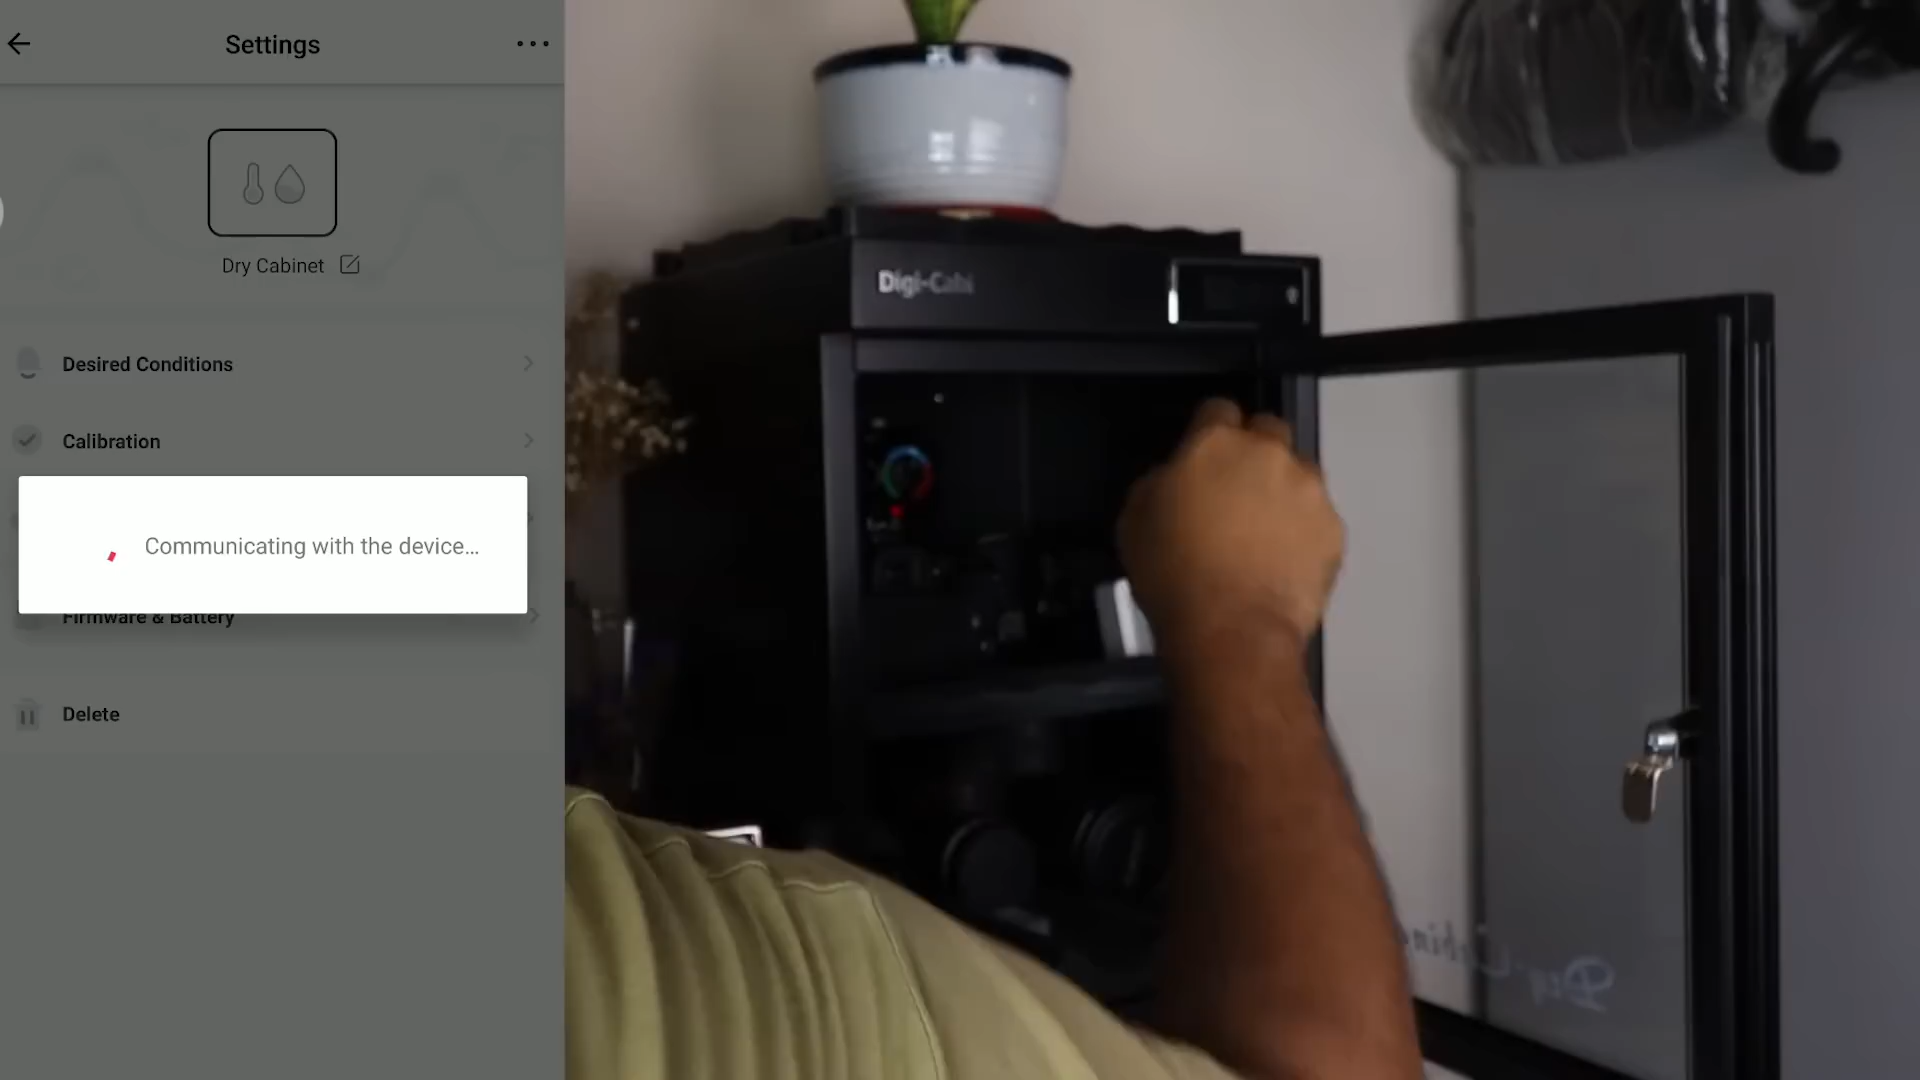 Settings
Dry Cabinet
Desired Conditions
Calibration
Communicating with the device...
Firmware & Battery
Delete
Digi-Cabi